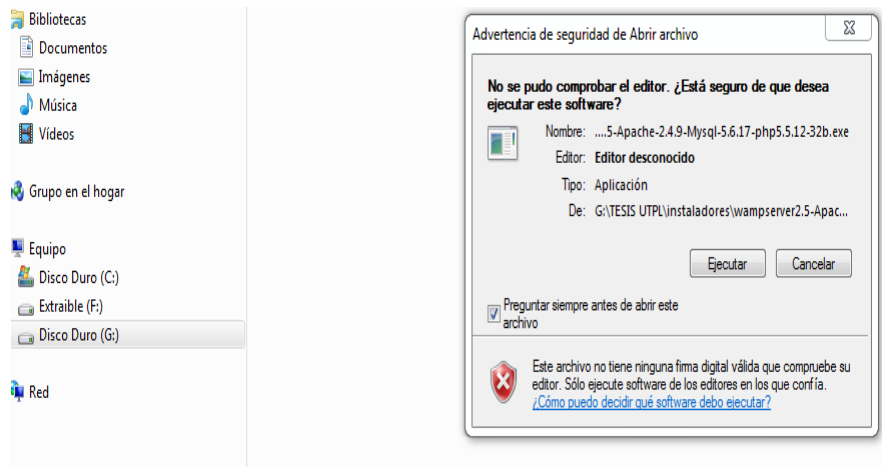 Bibliotecas
Documentos
Imágenes
Música
Vídeos
Grupo en el hogar
Equipo
Disco Duro (C:)
Extraible (F:)
Disco Duro (G:)
Red
Advertencia de seguridad de Abrir archivo
No se pudo comprobar el editor. ¿Está seguro de que desea
ejecutar este software?
Nombre: ....5-Apache-2.4.9-Mysql-5.6.17-php5.5.12-32b.exe
Editor: Editor desconocido
Tipo: Aplicación
De: G:\TESIS UTPL\instaladores\wampserver2.5-Apac...
Ejecutar Cancelar
Preguntar siempre antes de abrir este
archivo
Este archivo no tiene ninguna firma digital válida que compruebe su
editor. Sólo ejecute software de los editores en los que confía.
¿Cómo puedo decidir qué software debo ejecutar?